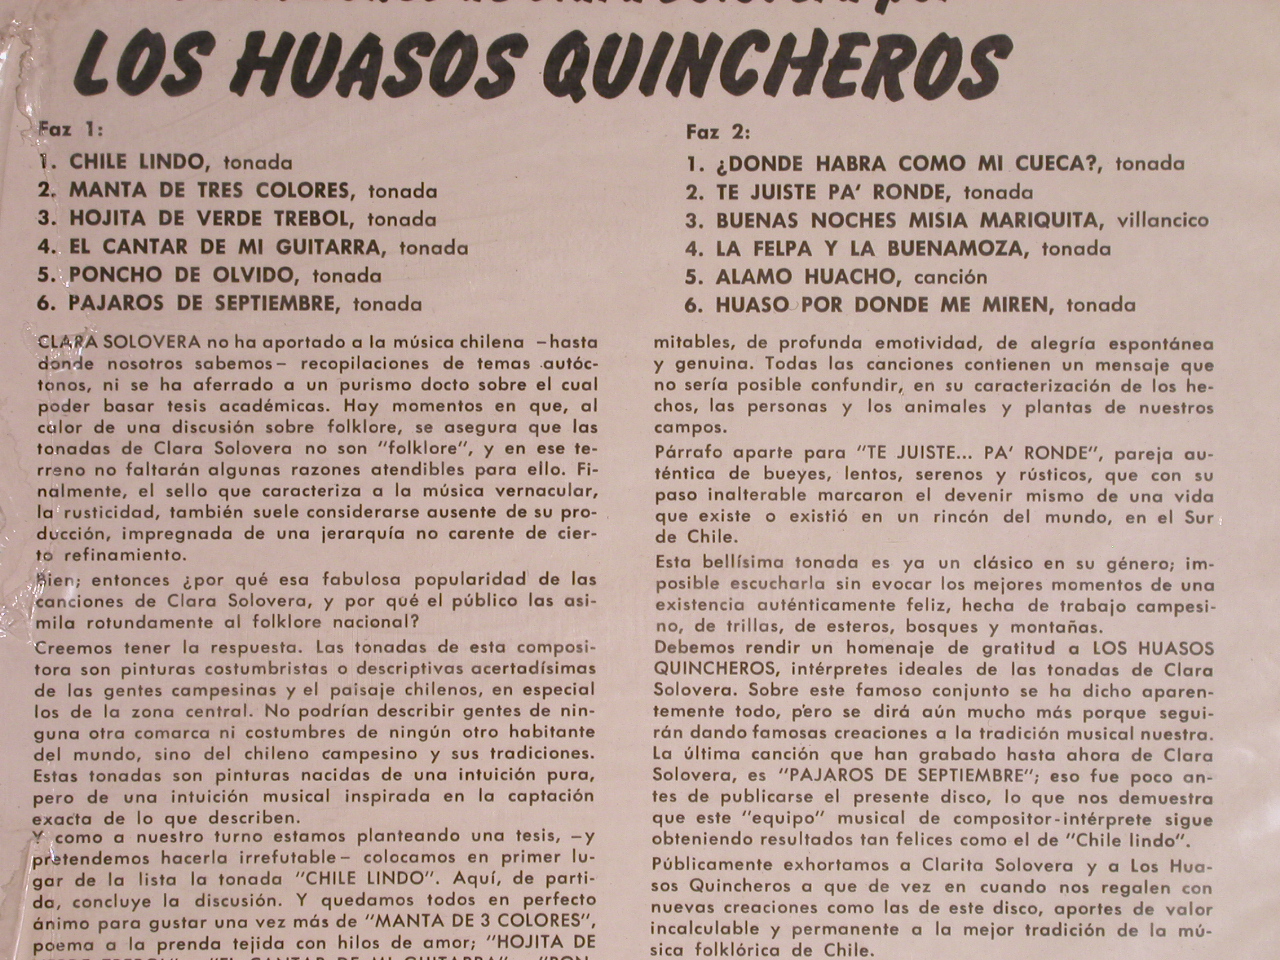 LOS HUASOS QUINCHEROS
Faz 1:
1. CHILE LINDO, tonada
2. MANTA DE TRES COLORES, tonada
3. HOJITA DE VERDE TREBOL, tonada
4. EL CANTAR DE MI GUITARRA, tonada
5. PONCHO DE OLVIDO, tonada
6. PAJAROS DE SEPTIEMBRE, tonada
Faz 2:
1. ¿DONDE HABRA COMO MI CUECA?, tonada
2. TE JUISTE PA' RONDE, tonada
3. BUENAS NOCHES MISIA MARIQUITA, villancico
4. LA FELPA Y LA BUENAMOZA, tonada
5. ALAMO HUACHO, canción
6. HUASO POR DONDE ME MIREN, tonada
CLARA SOLOVERA no ha aportado a la música chilena —hasta
donde nosotros sabemos— recopilaciones de temas autóc-
tonos, ni se ha aferrado a un purismo docto sobre el cual
poder basar tesis académicas. Hay momentos en que, al
calor de una discusión sobre folklore, se asegura que las
tonadas de Clara Solovera no son "folklore", y en ese te-
rreno no faltarán algunas razones atendibles para ello. Fi-
nalmente, el sello que caracteriza a la música vernacular,
la rusticidad, también suele considerarse ausente de su pro-
ducción, impregnada de una jerarquía no carente de cier-
to refinamiento.
Bien; entonces ¿por qué esa fabulosa popularidad de las
canciones de Clara Solovera, y por qué el público las asi-
mila rotundamente al folklore nacional?
Creemos tener la respuesta. Las tonadas de esta composi-
tora son pinturas costumbristas o descriptivas acertadísimas
de las gentes campesinas y el paisaje chilenos, en especial
los de la zona central. No podrían describir gentes de nin-
guna otra comarca ni costumbres de ningún otro habitante
del mundo, sino del chileno campesino y sus tradiciones.
Estas tonadas son pinturas nacidas de una intuición pura,
pero de una intuición musical inspirada en la captación
exacta de lo que describen.
Y como a nuestro turno estamos planteando una tesis, —y
pretendemos hacerla irrefutable— colocamos en primer lu-
gar de la lista la tonada "CHILE LINDO". Aquí, de parti-
da, concluye la discusión. Y quedamos todos en perfecto
ánimo para gustar una vez más de "MANTA DE 3 COLORES",
poema a la prenda tejida con hilos de amor; "HOJITA DE
mitables, de profunda emotividad, de alegría espontánea
y genuina. Todas las canciones contienen un mensaje que
no sería posible confundir, en su caracterización de los he-
chos, las personas y los animales y plantas de nuestros
campos.
Párrafo aparte para "TE JUISTE... PA' RONDE", pareja au-
téntica de bueyes, lentos, serenos y rústicos, que con su
paso inalterable marcaron el devenir mismo de una vida
que existe o existió en un rincón del mundo, en el Sur
de Chile.
Esta bellísima tonada es ya un clásico en su género; im-
posible escucharla sin evocar los mejores momentos de una
existencia auténticamente feliz, hecha de trabajo campesi-
no, de trillas, de esteros, bosques y montañas.
Debemos rendir un homenaje de gratitud a LOS HUASOS
QUINCHEROS, intérpretes ideales de las tonadas de Clara
Solovera. Sobre este famoso conjunto se ha dicho aparen-
temente todo, pero se dirá aún mucho más porque segui-
rán dando famosas creaciones a la tradición musical nuestra.
La última canción que han grabado hasta ahora de Clara
Solovera, es "PAJAROS DE SEPTIEMBRE"; eso fue poco an-
tes de publicarse el presente disco, lo que nos demuestra
que este "equipo" musical de compositor-intérprete sigue
obteniendo resultados tan felices como el de "Chile lindo".
Públicamente exhortamos a Clarita Solovera y a Los Hua-
sos Quincheros a que de vez en cuando nos regalen con
nuevas creaciones como las de este disco, aportes de valor
incalculable y permanente a la mejor tradición de la mú-
sica folklórica de Chile.